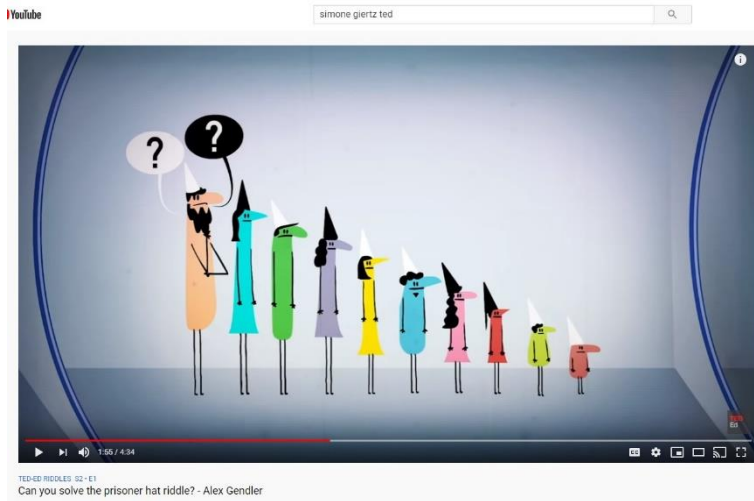 YouTube
simone giertz ted
? ?
1:55 / 4:34
CC
TED
Ed
TED-ED RIDDLES S2 • E1
Can you solve the prisoner hat riddle? - Alex Gendler